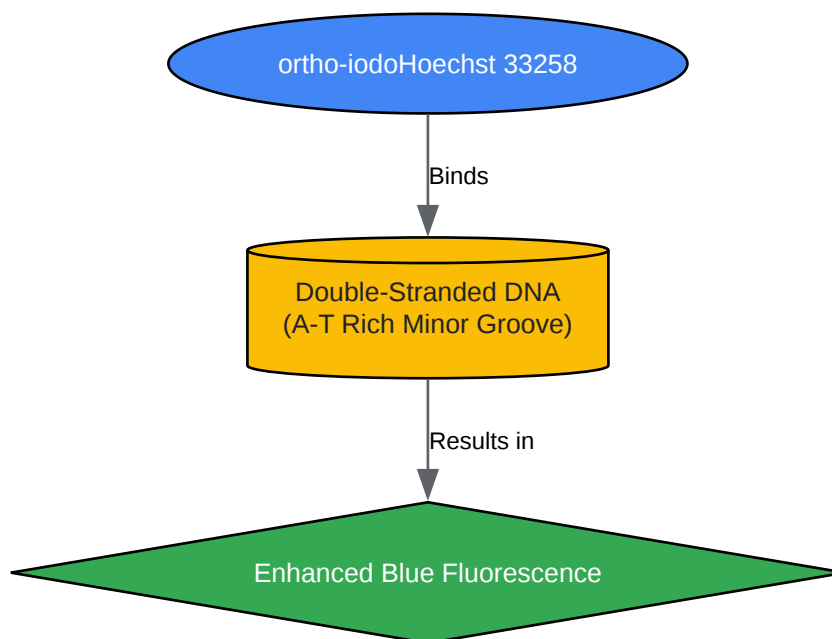 ortho-iodoHoechst 33258
Binds
Double-Stranded DNA
(A-T Rich Minor Groove)
Results in
Enhanced Blue Fluorescence